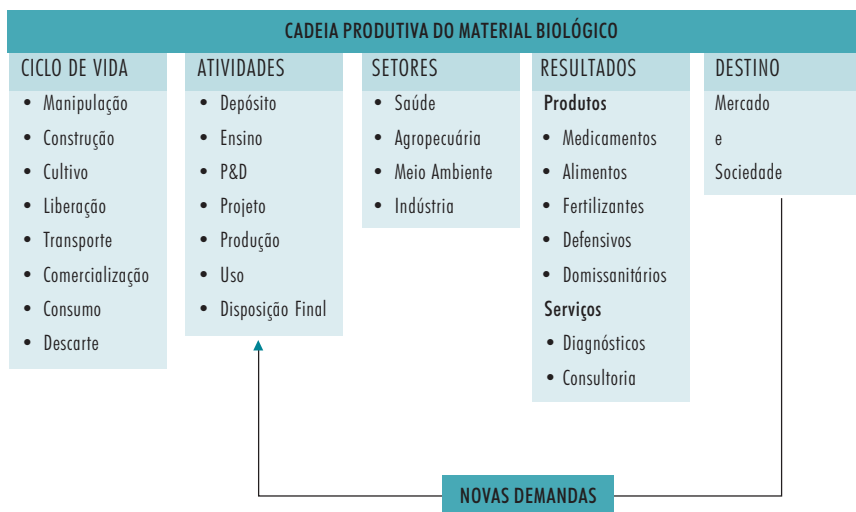 CADEIA PRODUTIVA DO MATERIAL BIOLÓGICO
CICLO DE VIDA
• Manipulação
• Construção
• Cultivo
• Liberação
• Transporte
• Comercialização
• Consumo
• Descarte
ATIVIDADES
• Depósito
• Ensino
• P&D
• Projeto
• Produção
• Uso
• Disposição Final
SETORES
• Saúde
• Agropecuária
• Meio Ambiente
• Indústria
RESULTADOS
Produtos
• Medicamentos
• Alimentos
• Fertilizantes
• Defensivos
• Domissanitários
Serviços
• Diagnósticos
• Consultoria
DESTINO
Mercado
e
Sociedade
NOVAS DEMANDAS